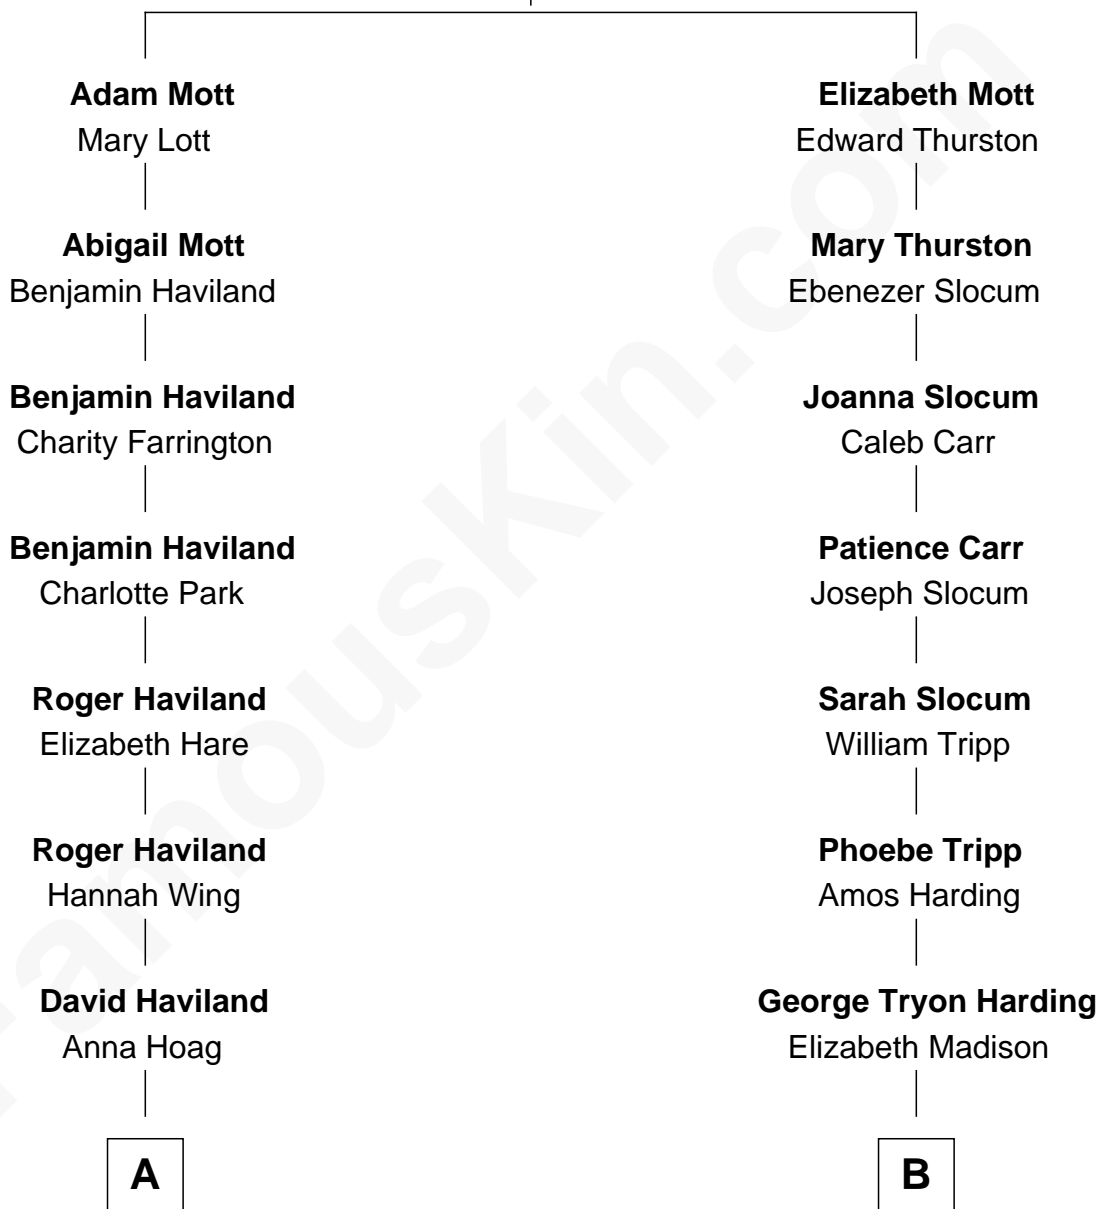 Adam Mott
Mary Lott
Abigail Mott
Benjamin Haviland
Benjamin Haviland
Charity Farrington
Benjamin Haviland
Charlotte Park
Roger Haviland
Elizabeth Hare
Roger Haviland
Hannah Wing
David Haviland
Anna Hoag
A
Elizabeth Mott
Edward Thurston
Mary Thurston
Ebenezer Slocum
Joanna Slocum
Caleb Carr
Patience Carr
Joseph Slocum
Sarah Slocum
William Tripp
Phoebe Tripp
Amos Harding
George Tryon Harding
Elizabeth Madison
B
FamousKin.com